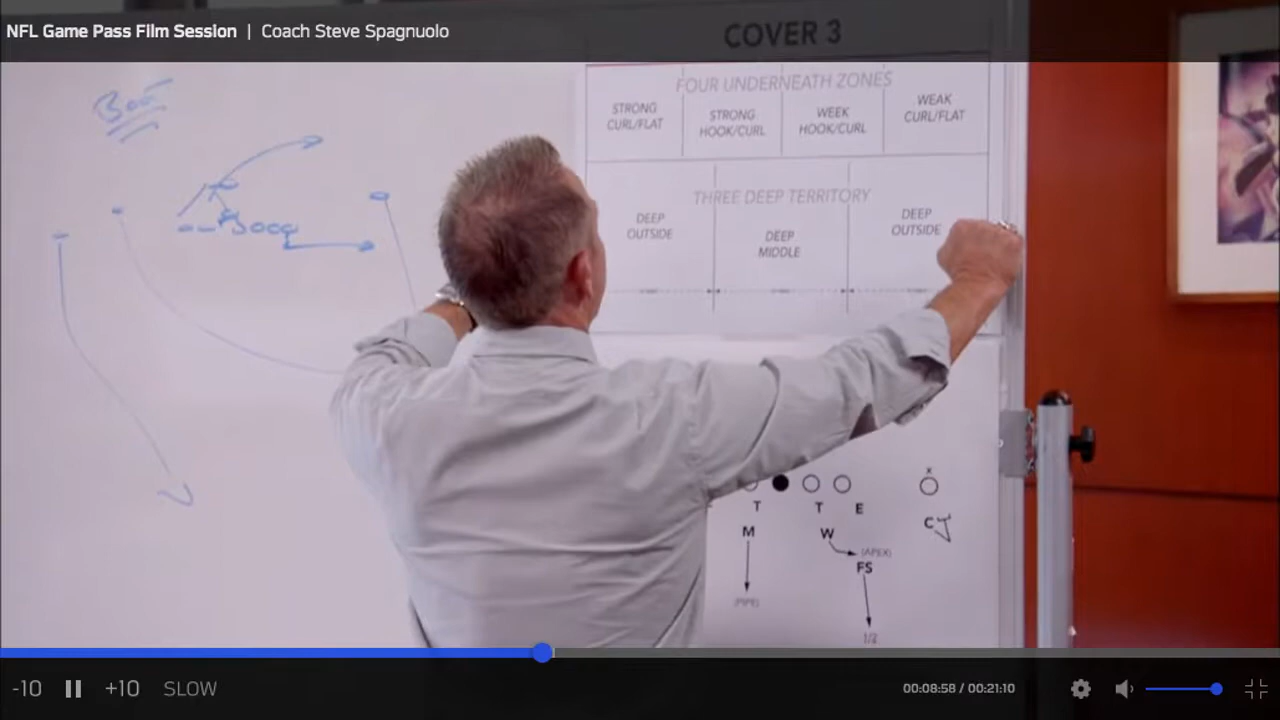 NFL Game Pass Film Session | Coach Steve Spagnuolo
COVER 3
FOUR UNDERNEATH ZONES
STRONG
CURL/FLAT
STRONG
HOOK/CURL
WEEK
HOOK/CURL
WEAK
CURL/FLAT
THREE DEEP TERRITORY
DEEP
OUTSIDE
DEEP
MIDDLE
DEEP
OUTSIDE
X
T T E
C
M W
(APEX)
FS
(PIPE)
1/2
-10 +10 SLOW
00:08:58 / 00:21:10